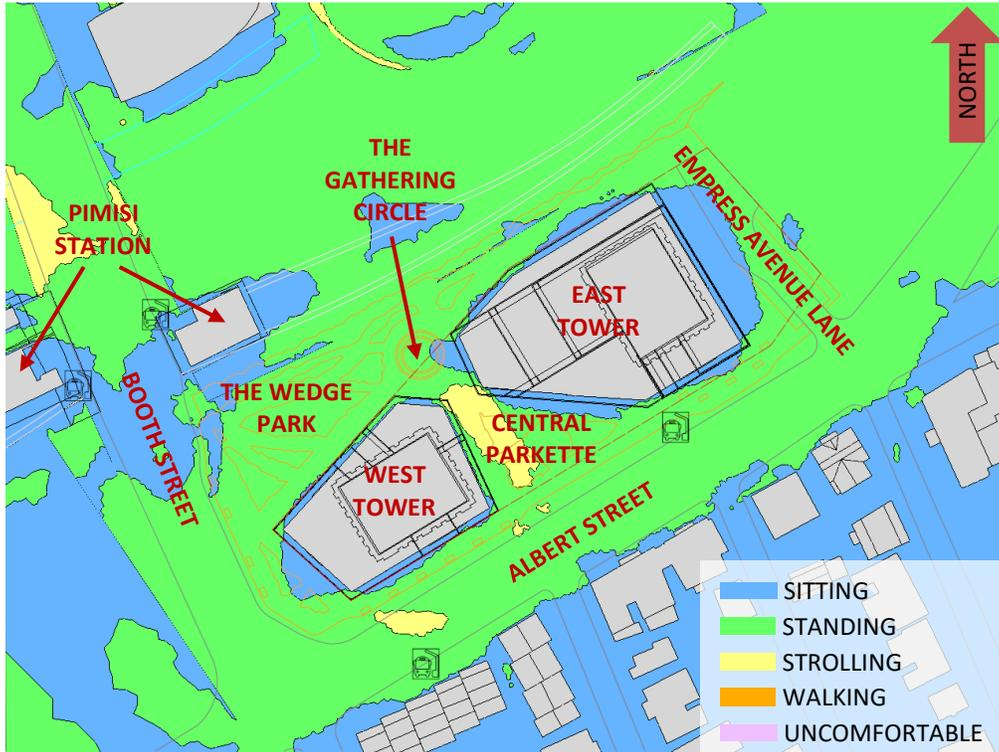 NORTH
THE
GATHERING
CIRCLE
EMPRESS AVENUE LANE
PIMISI
STATION
EAST
TOWER
BOOTH STREET
THE WEDGE
PARK
CENTRAL
PARKETTE
WEST
TOWER
ALBERT STREET
SITTING
STANDING
STROLLING
WALKING
UNCOMFORTABLE